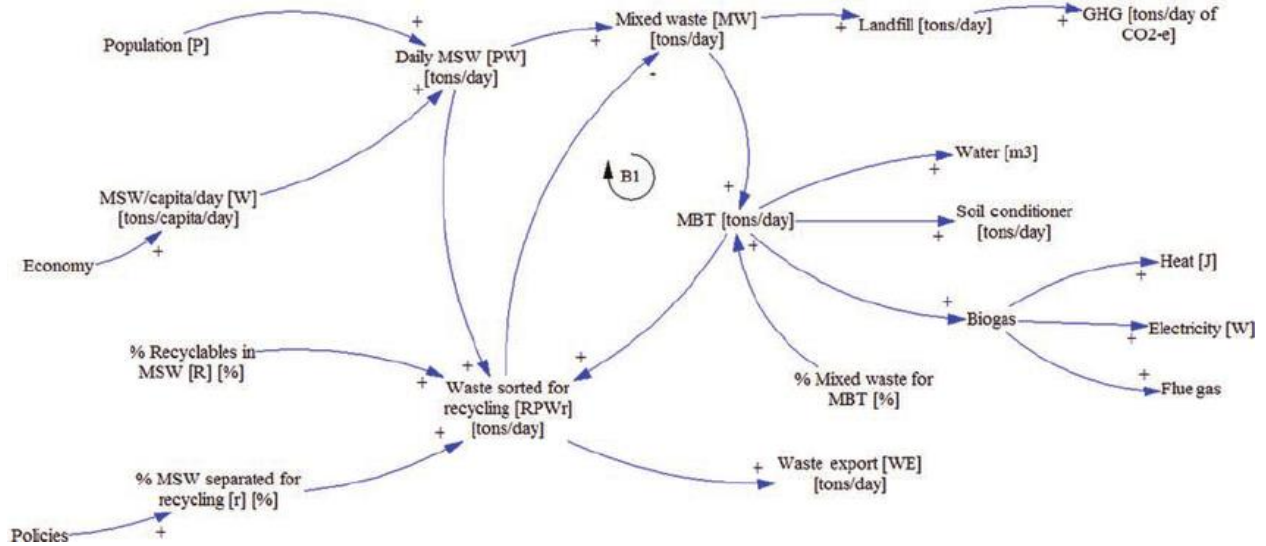 Population [P]
+
Daily MSW [PW]
[tons/day]
+
+
Mixed waste [MW]
[tons/day]
-
+
Landfill [tons/day]
+
GHG [tons/day of
CO2-e]
MSW/capita/day [W]
[tons/capita/day]
+
Economy
B1
+
MBT [tons/day]
+
+
Water [m3]
+
Soil conditioner
[tons/day]
+
Biogas
+
Heat [J]
+
Electricity [W]
+
Flue gas
% Recyclables in
MSW [R] [%]
+
+
+
Waste sorted for
recycling [RPWr]
[tons/day]
+
% Mixed waste for
MBT [%]
% MSW separated for
recycling [r] [%]
+
Policies
+
Waste export [WE]
[tons/day]